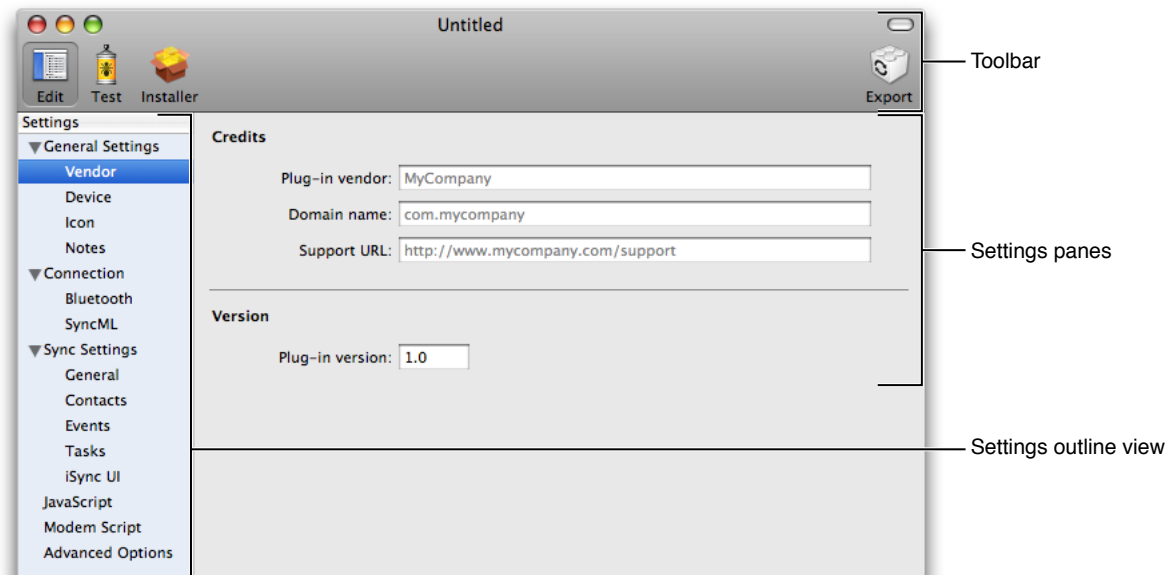 Untitled
Edit Test Installer Export
Toolbar
Settings
General Settings
Vendor
Device
Icon
Notes
Connection
Bluetooth
SyncML
Sync Settings
General
Contacts
Events
Tasks
iSync UI
JavaScript
Modem Script
Advanced Options
Credits
Plug-in vendor: MyCompany
Domain name: com.mycompany
Support URL: http://www.mycompany.com/support
Version
Plug-in version: 1.0
Settings panes
Settings outline view